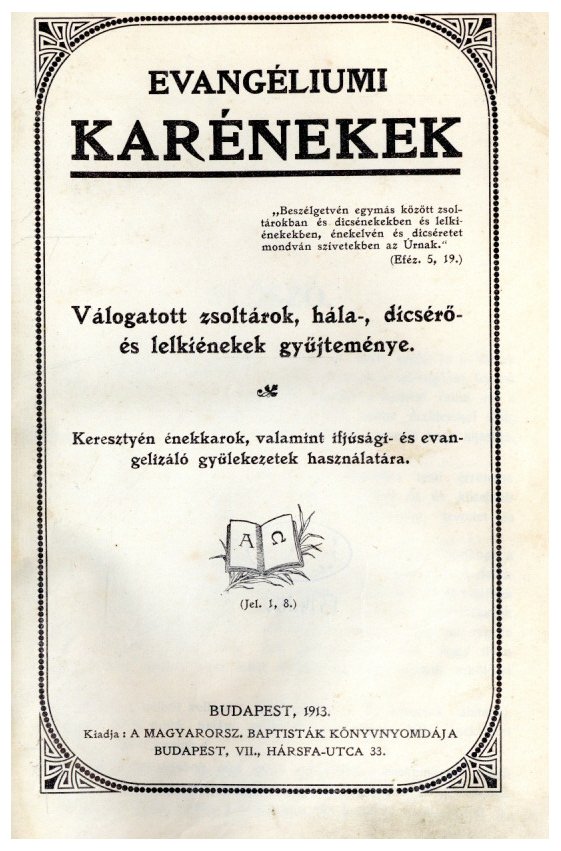 EVANGÉLIUMI
KARÉNEKEK
„Beszélgetvén egymás között zsol-
tárokban és dicsénekekben és lelki-
énekekben, énekelvén és dicséretet
mondván szívetekben az Úrnak.“
(Eféz. 5, 19.)
Válogatott zsoltárok, hála-, dícsérő-
és lelkiénekek gyűjteménye.
Keresztyén énekkarok, valamint ifjúsági- és evan-
gelizáló gyülekezetek használatára.
A Ω
(Jel. 1, 8.)
BUDAPEST, 1913.
Kiadja: A MAGYARORSZ. BAPTISTÁK KÖNYVNYOMDÁJA
BUDAPEST, VII., HÁRSFA-UTCA 33.